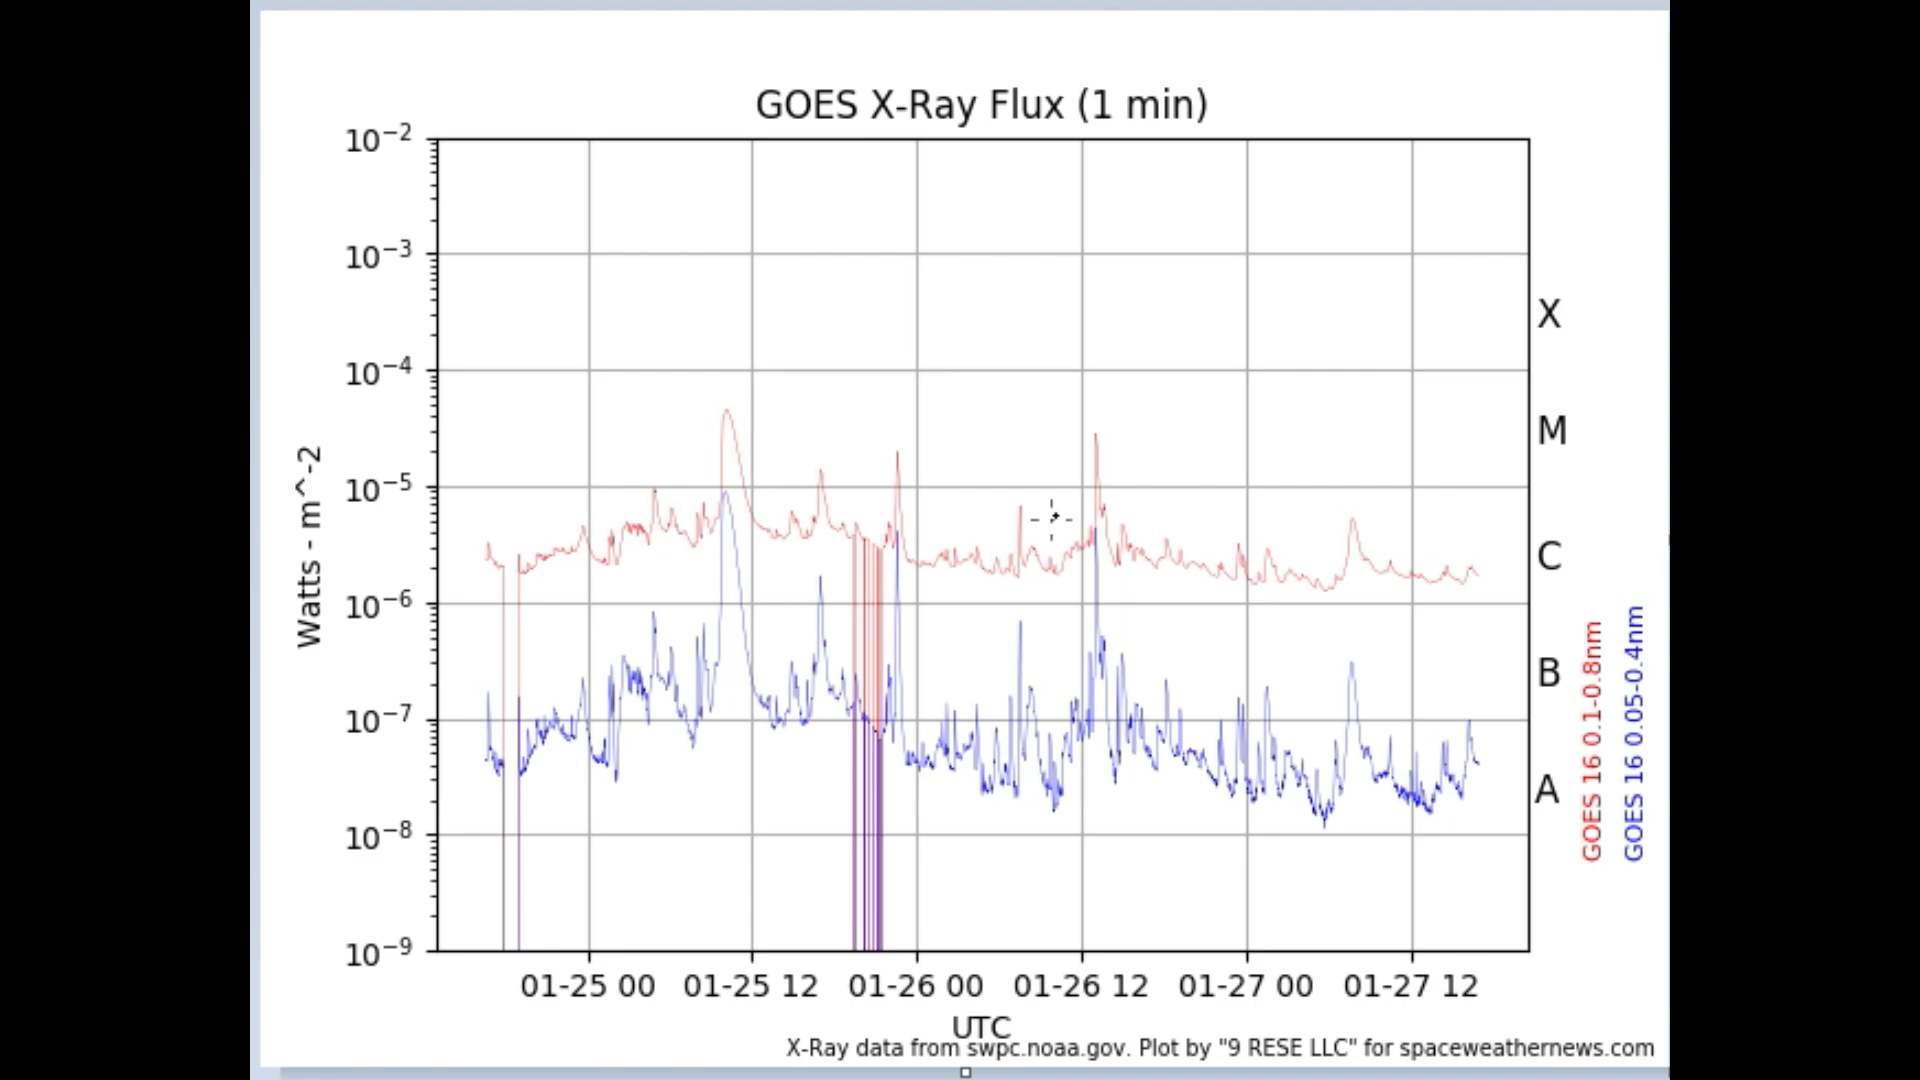 GOES X-Ray Flux (1 min)
10−2
10−3
10−4
10−5
10−6
10−7
10−8
10−9
Watts - m^-2
X
M
C
B
A
GOES 16 0.1-0.8nm
GOES 16 0.05-0.4nm
01-25 00 01-25 12 01-26 00 01-26 12 01-27 00 01-27 12
UTC
X-Ray data from swpc.noaa.gov. Plot by "9 RESE LLC" for spaceweathernews.com